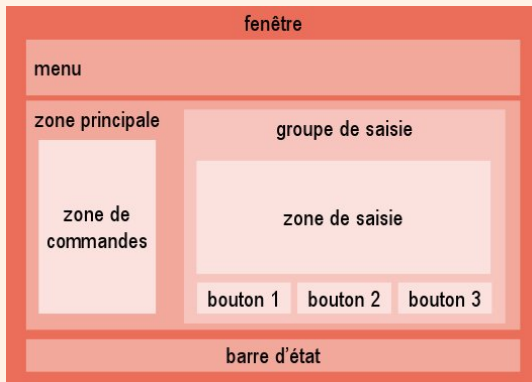 fenêtre
menu
zone principale
groupe de saisie
zone de
commandes
zone de saisie
bouton 1
bouton 2
bouton 3
barre d'état